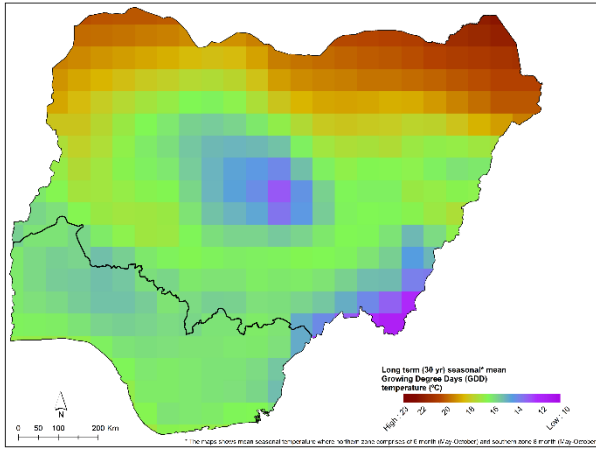 Long term (30 yr) seasonal* mean
Growing Degree Days (GDD)
temperature (ºC)
High : 23
22
20
18
16
14
12
Low : 10
N
0 50 100 200 Km
* The maps shows mean seasonal temperature where northern zone comprises of 6 month (May-October) and southern zone 8 month (May-October